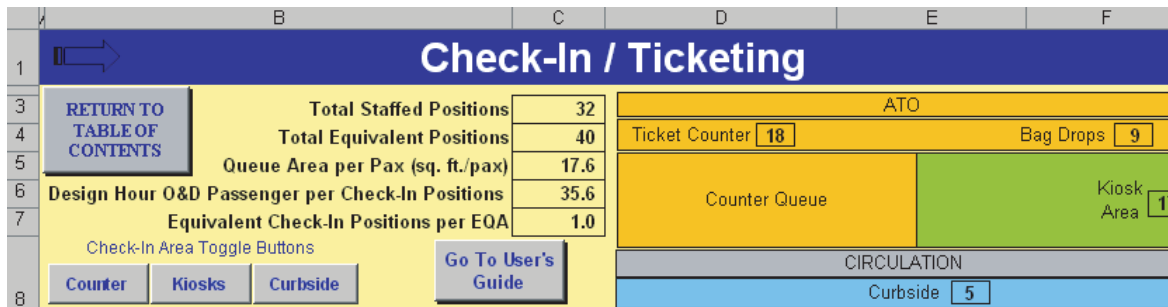 A B C D E F
1 Check-In / Ticketing
3 RETURN TO TABLE OF CONTENTS Total Staffed Positions 32 ATO
4 Total Equivalent Positions 40 Ticket Counter 18 Bag Drops 9
5 Queue Area per Pax (sq. ft./pax) 17.6
6 Design Hour O&D Passenger per Check-In Positions 35.6 Counter Queue Kiosk Area
7 Equivalent Check-In Positions per EQA 1.0
Check-In Area Toggle Buttons
Go To User's Guide
CIRCULATION
8 Counter Kiosks Curbside Curbside 5